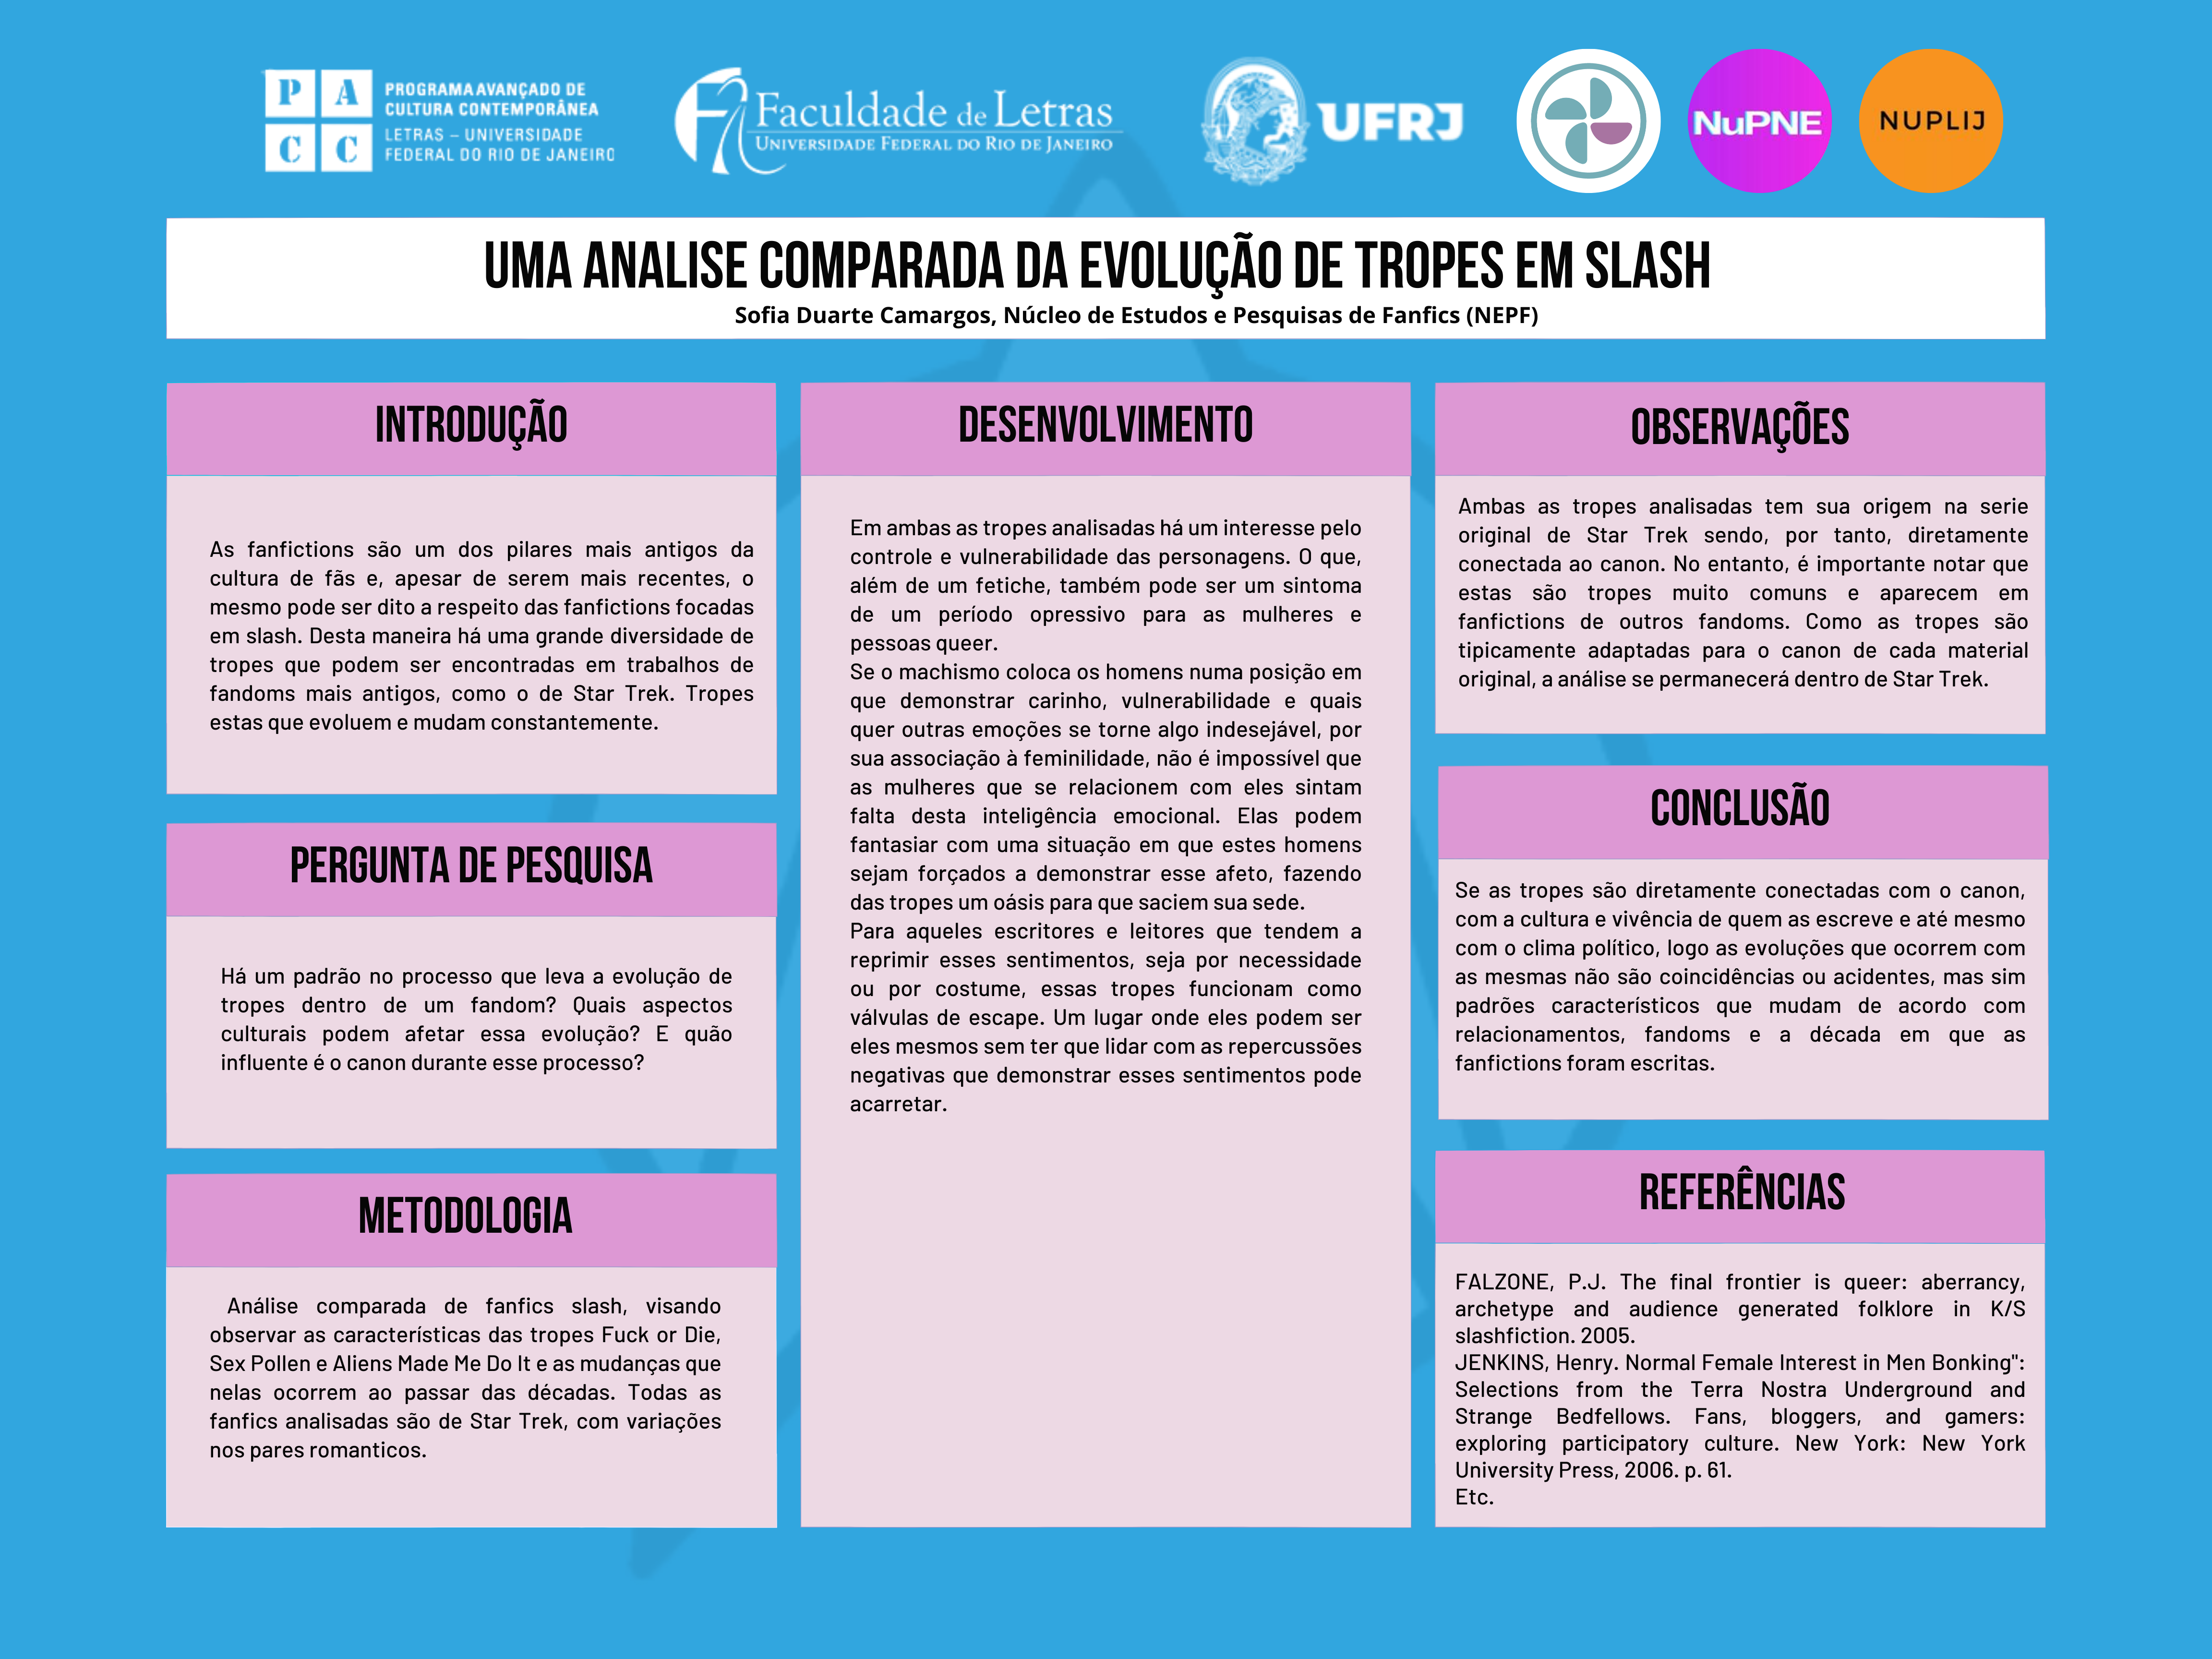 P A
C C
PROGRAMA AVANÇADO DE
CULTURA CONTEMPORÂNEA
LETRAS – UNIVERSIDADE
FEDERAL DO RIO DE JANEIRO
Faculdade de Letras
Universidade Federal do Rio de Janeiro
UFRJ
NuPNE
NUPLIJ
UMA ANALISE COMPARADA DA EVOLUÇÃO DE TROPES EM SLASH
Sofia Duarte Camargos, Núcleo de Estudos e Pesquisas de Fanfics (NEPF)
INTRODUÇÃO
As fanfictions são um dos pilares mais antigos da
cultura de fãs e, apesar de serem mais recentes, o
mesmo pode ser dito a respeito das fanfictions focadas
em slash. Desta maneira há uma grande diversidade de
tropes que podem ser encontradas em trabalhos de
fandoms mais antigos, como o de Star Trek. Tropes
estas que evoluem e mudam constantemente.
PERGUNTA DE PESQUISA
Há um padrão no processo que leva a evolução de
tropes dentro de um fandom? Quais aspectos
culturais podem afetar essa evolução? E quão
influente é o canon durante esse processo?
METODOLOGIA
Análise comparada de fanfics slash, visando
observar as características das tropes Fuck or Die,
Sex Pollen e Aliens Made Me Do It e as mudanças que
nelas ocorrem ao passar das décadas. Todas as
fanfics analisadas são de Star Trek, com variações
nos pares romanticos.
DESENVOLVIMENTO
Em ambas as tropes analisadas há um interesse pelo
controle e vulnerabilidade das personagens. O que,
além de um fetiche, também pode ser um sintoma
de um período opressivo para as mulheres e
pessoas queer.
Se o machismo coloca os homens numa posição em
que demonstrar carinho, vulnerabilidade e quais
quer outras emoções se torne algo indesejável, por
sua associação à feminilidade, não é impossível que
as mulheres que se relacionem com eles sintam
falta desta inteligência emocional. Elas podem
fantasiar com uma situação em que estes homens
sejam forçados a demonstrar esse afeto, fazendo
das tropes um oásis para que saciem sua sede.
Para aqueles escritores e leitores que tendem a
reprimir esses sentimentos, seja por necessidade
ou por costume, essas tropes funcionam como
válvulas de escape. Um lugar onde eles podem ser
eles mesmos sem ter que lidar com as repercussões
negativas que demonstrar esses sentimentos pode
acarretar.
OBSERVAÇÕES
Ambas as tropes analisadas tem sua origem na serie
original de Star Trek sendo, por tanto, diretamente
conectada ao canon. No entanto, é importante notar que
estas são tropes muito comuns e aparecem em
fanfictions de outros fandoms. Como as tropes são
tipicamente adaptadas para o canon de cada material
original, a análise se permanecerá dentro de Star Trek.
CONCLUSÃO
Se as tropes são diretamente conectadas com o canon,
com a cultura e vivência de quem as escreve e até mesmo
com o clima político, logo as evoluções que ocorrem com
as mesmas não são coincidências ou acidentes, mas sim
padrões característicos que mudam de acordo com
relacionamentos, fandoms e a década em que as
fanfictions foram escritas.
REFERÊNCIAS
FALZONE, P.J. The final frontier is queer: aberrancy,
archetype and audience generated folklore in K/S
slashfiction. 2005.
JENKINS, Henry. Normal Female Interest in Men Bonking":
Selections from the Terra Nostra Underground and
Strange Bedfellows. Fans, bloggers, and gamers:
exploring participatory culture. New York: New York
University Press, 2006. p. 61.
Etc.